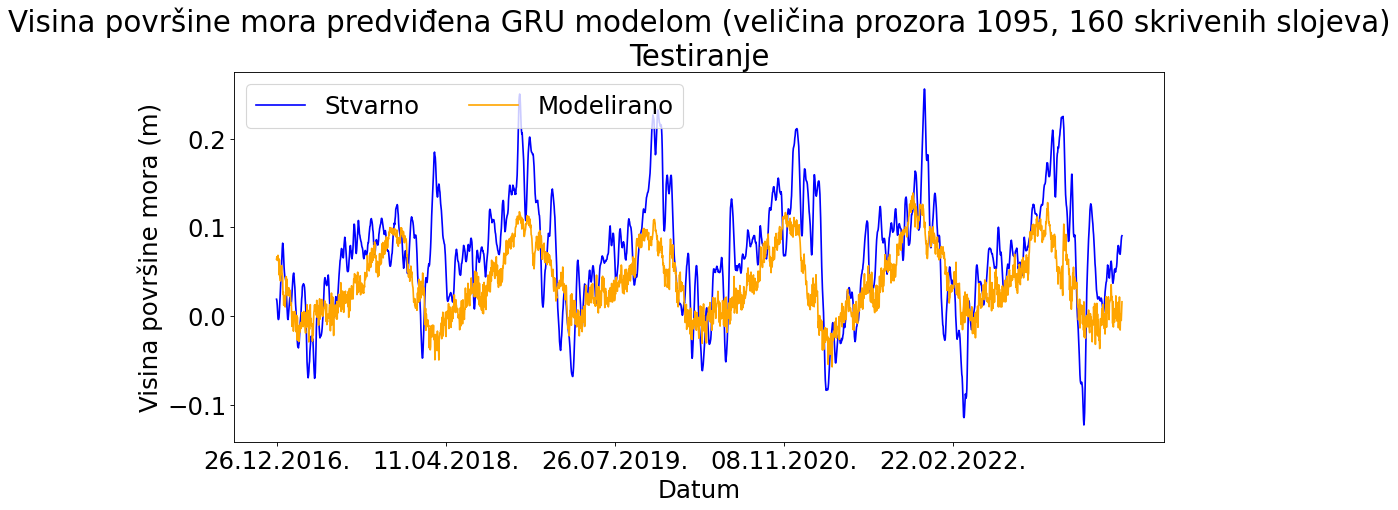 Visina površine mora predviđena GRU modelom (veličina prozora 1095, 160 skrivenih slojeva)
Testiranje
Stvarno
Modelirano
Visina površine mora (m)
0.2
0.1
0.0
−0.1
26.12.2016.
11.04.2018.
26.07.2019.
08.11.2020.
22.02.2022.
Datum